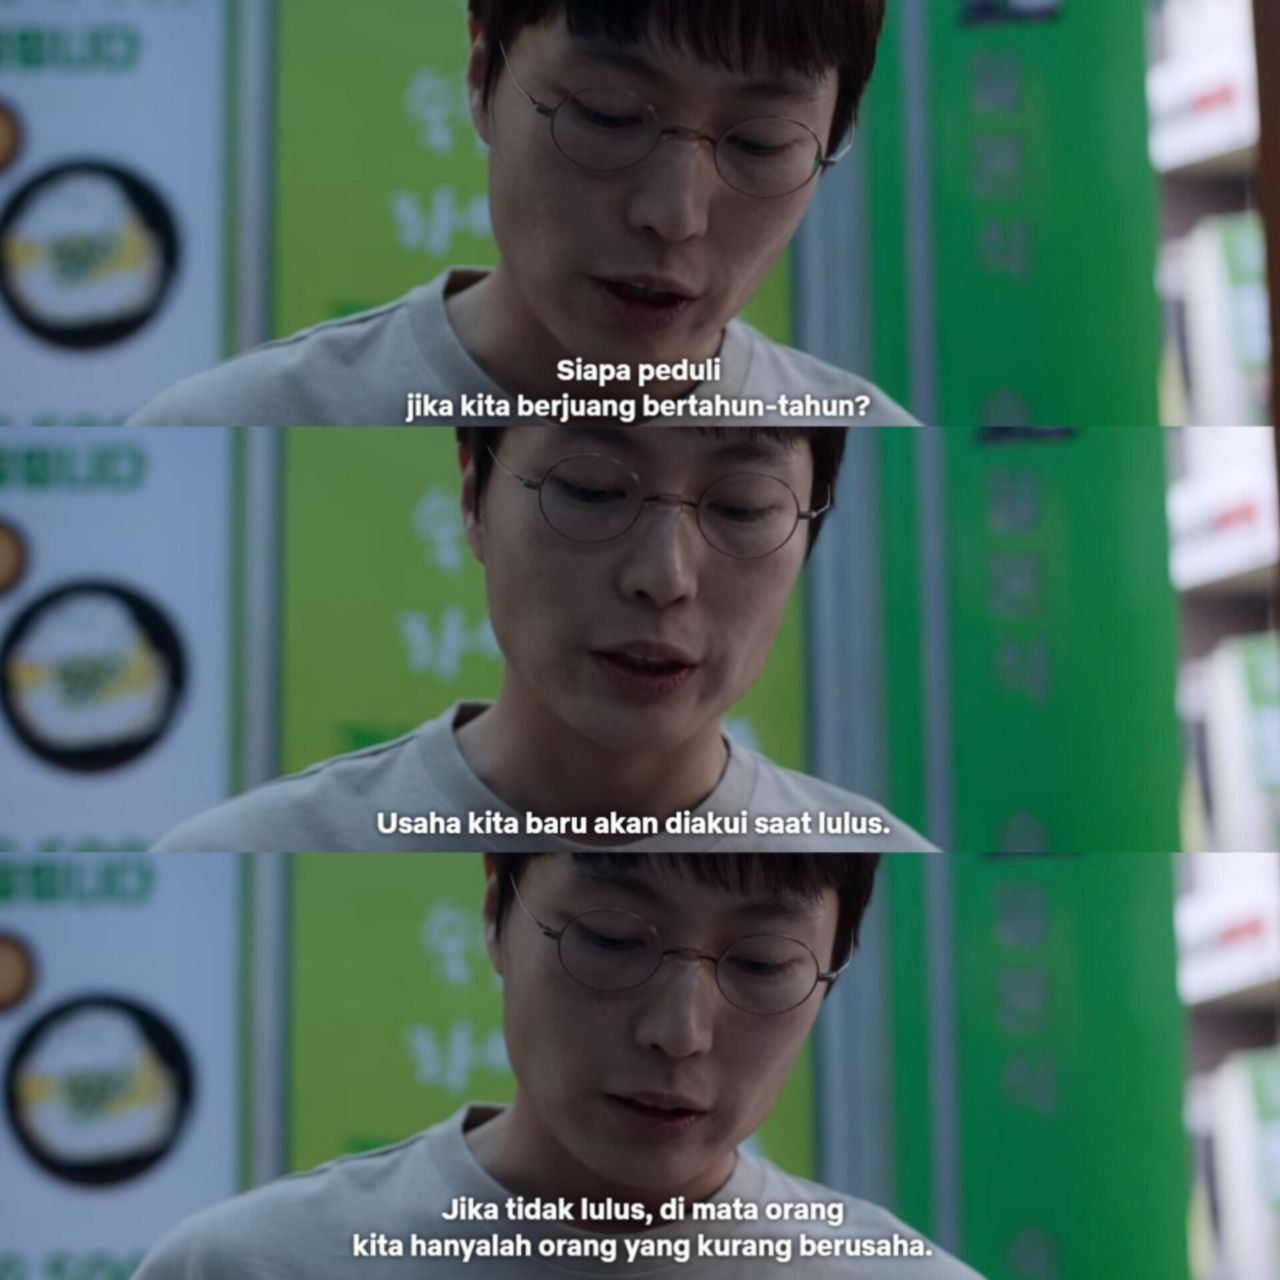 Siapa peduli
jika kita berjuang bertahun-tahun?
Usaha kita baru akan diakui saat lulus.
Jika tidak lulus, di mata orang
kita hanyalah orang yang kurang berusaha.